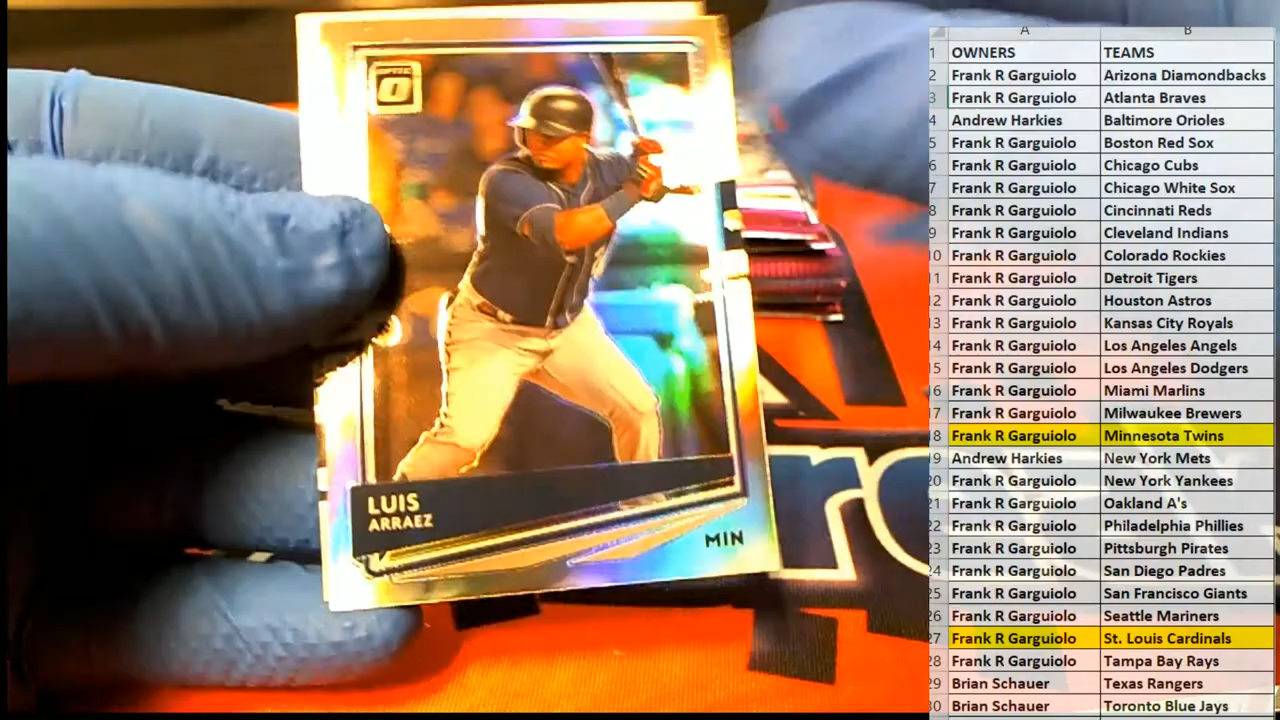 OPTIC
LUIS
ARRAEZ
MIN
A B
1 OWNERS TEAMS
2 Frank R Garguiolo Arizona Diamondbacks
3 Frank R Garguiolo Atlanta Braves
4 Andrew Harkies Baltimore Orioles
5 Frank R Garguiolo Boston Red Sox
6 Frank R Garguiolo Chicago Cubs
7 Frank R Garguiolo Chicago White Sox
8 Frank R Garguiolo Cincinnati Reds
9 Frank R Garguiolo Cleveland Indians
10 Frank R Garguiolo Colorado Rockies
11 Frank R Garguiolo Detroit Tigers
12 Frank R Garguiolo Houston Astros
13 Frank R Garguiolo Kansas City Royals
14 Frank R Garguiolo Los Angeles Angels
15 Frank R Garguiolo Los Angeles Dodgers
16 Frank R Garguiolo Miami Marlins
17 Frank R Garguiolo Milwaukee Brewers
18 Frank R Garguiolo Minnesota Twins
19 Andrew Harkies New York Mets
20 Frank R Garguiolo New York Yankees
21 Frank R Garguiolo Oakland A's
22 Frank R Garguiolo Philadelphia Phillies
23 Frank R Garguiolo Pittsburgh Pirates
24 Frank R Garguiolo San Diego Padres
25 Frank R Garguiolo San Francisco Giants
26 Frank R Garguiolo Seattle Mariners
27 Frank R Garguiolo St. Louis Cardinals
28 Frank R Garguiolo Tampa Bay Rays
29 Brian Schauer Texas Rangers
30 Brian Schauer Toronto Blue Jays